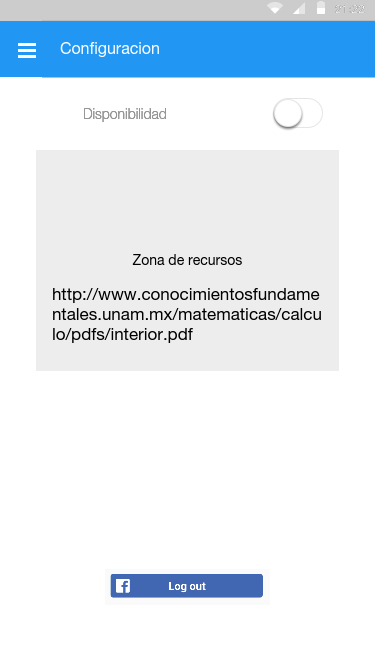 Configuracion
Disponibilidad
Zona de recursos
http://www.conocimientosfundame
ntales.unam.mx/matematicas/calcu
lo/pdfs/interior.pdf
Log out